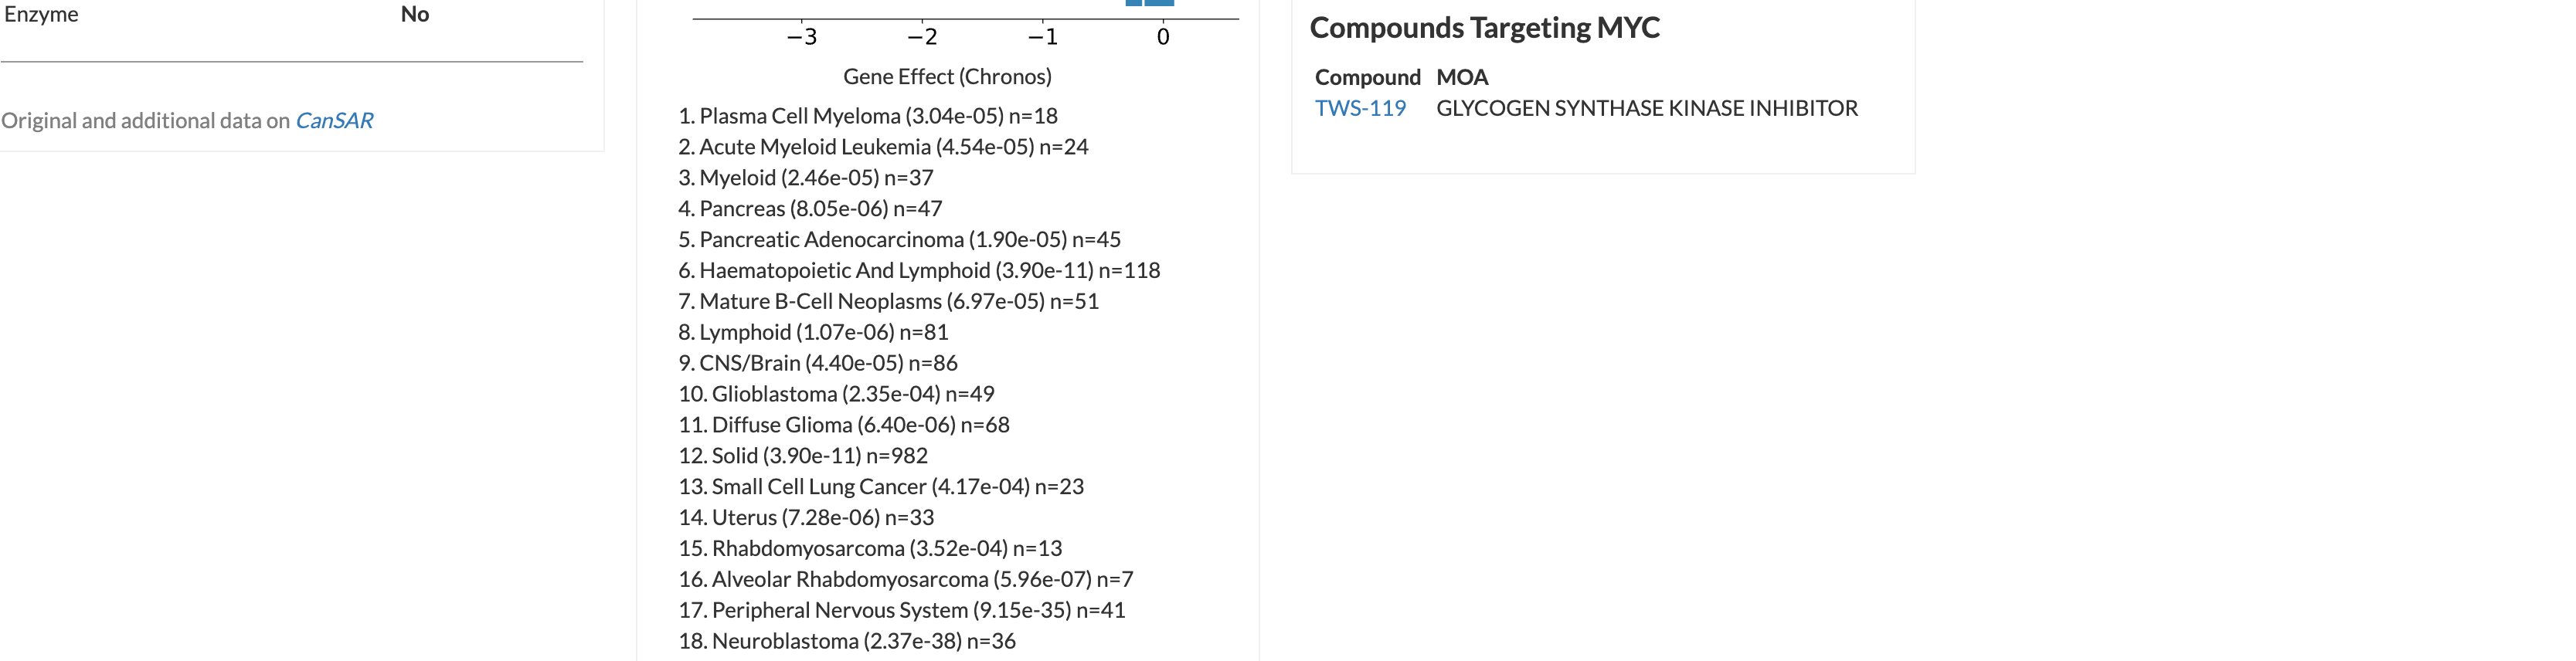 Enzyme No
Original and additional data on CanSAR
−3 −2 −1 0
Gene Effect (Chronos)
1. Plasma Cell Myeloma (3.04e-05) n=18
2. Acute Myeloid Leukemia (4.54e-05) n=24
3. Myeloid (2.46e-05) n=37
4. Pancreas (8.05e-06) n=47
5. Pancreatic Adenocarcinoma (1.90e-05) n=45
6. Haematopoietic And Lymphoid (3.90e-11) n=118
7. Mature B-Cell Neoplasms (6.97e-05) n=51
8. Lymphoid (1.07e-06) n=81
9. CNS/Brain (4.40e-05) n=86
10. Glioblastoma (2.35e-04) n=49
11. Diffuse Glioma (6.40e-06) n=68
12. Solid (3.90e-11) n=982
13. Small Cell Lung Cancer (4.17e-04) n=23
14. Uterus (7.28e-06) n=33
15. Rhabdomyosarcoma (3.52e-04) n=13
16. Alveolar Rhabdomyosarcoma (5.96e-07) n=7
17. Peripheral Nervous System (9.15e-35) n=41
18. Neuroblastoma (2.37e-38) n=36
Compounds Targeting MYC
Compound MOA
TWS-119 GLYCOGEN SYNTHASE KINASE INHIBITOR